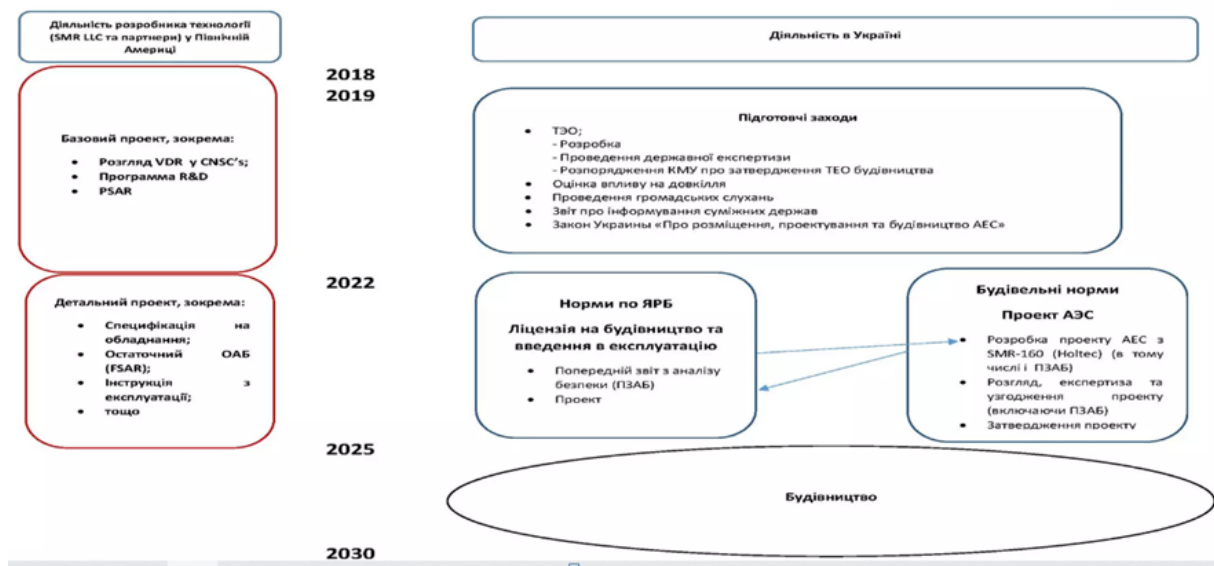 Діяльність розробника технології
(SMR LLC та партнери) у Північній
Америці
Діяльність в Україні
2018
2019
Базовий проект, зокрема:
• Розгляд VDR у CNSC's;
• Программа R&D
• PSAR
Підготовчі заходи
• ТЭО;
- Розробка
- Проведення державної експертизи
- Розпорядження КМУ про затвердження ТЕО будівництва
• Оцінка впливу на довкілля
• Проведення громадських слухань
• Звіт про інформування суміжних держав
• Закон Украины «Про розміщення, проектування та будівництво АЕС»
2022
Детальний проект, зокрема:
• Специфікація на
обладнання;
• Остаточний ОАБ
(FSAR);
• Інструкція з
експлуатації;
• тощо
Норми по ЯРБ
Ліцензія на будівництво та
введення в експлуатацію
• Попередній звіт з аналізу
безпеки (ПЗАБ)
• Проект
Будівельні норми
Проект АЭС
• Розробка проекту АЕС з
SMR-160 (Holtec) (в тому
числі і ПЗАБ)
• Розгляд, експертиза та
узгодження проекту
(включаючи ПЗАБ)
• Затвердження проекту
2025
Будівництво
2030